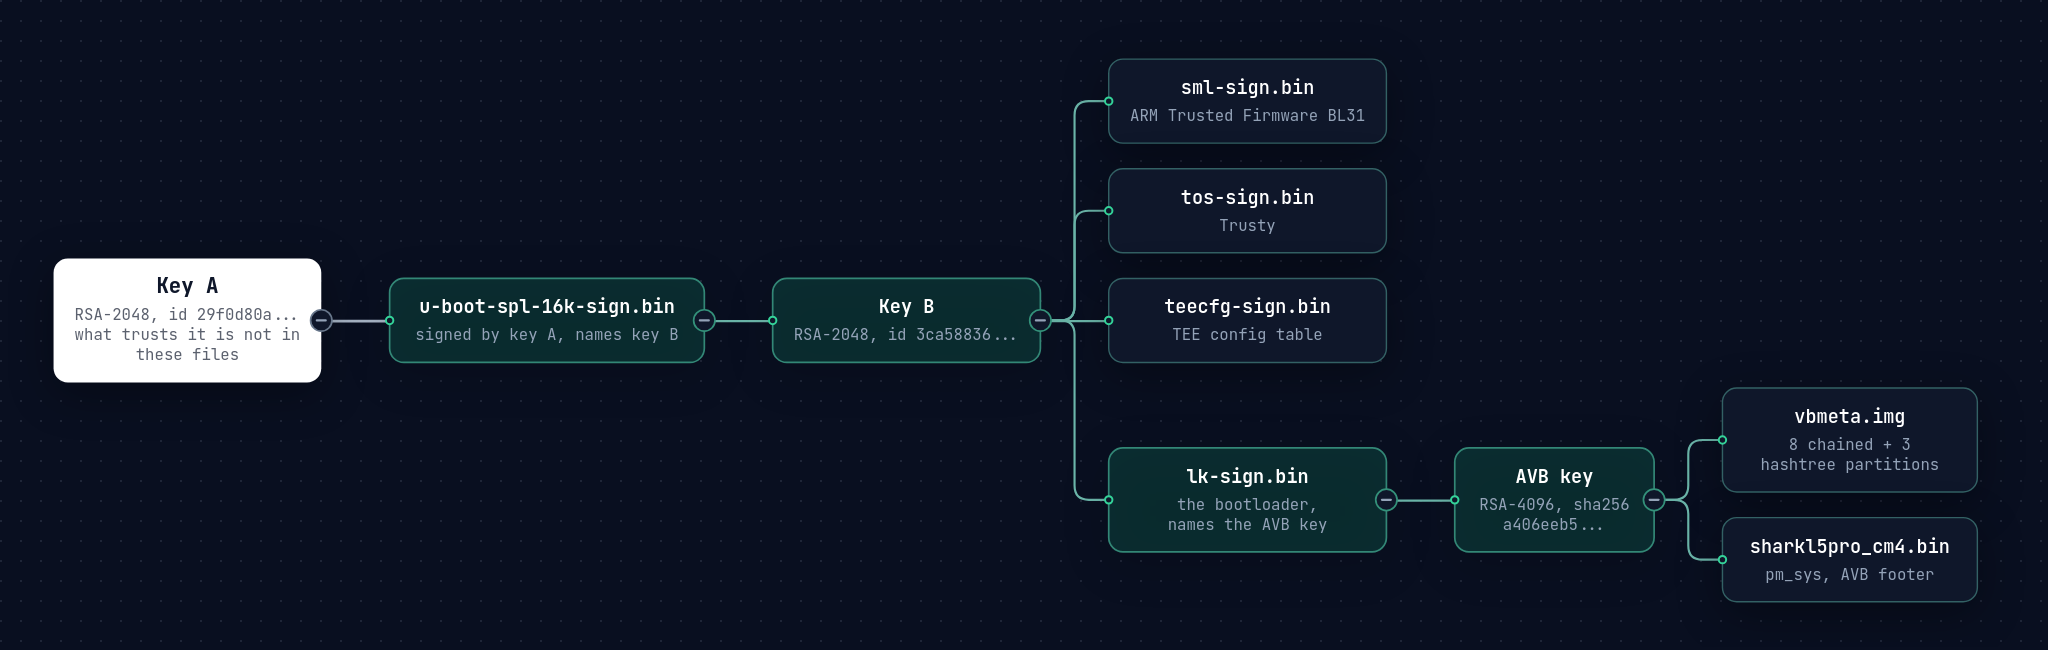 Key A
RSA-2048, id 29f0d80a...
what trusts it is not in
these files
u-boot-spl-16k-sign.bin
signed by key A, names key B
Key B
RSA-2048, id 3ca58836...
sml-sign.bin
ARM Trusted Firmware BL31
tos-sign.bin
Trusty
teecfg-sign.bin
TEE config table
lk-sign.bin
the bootloader,
names the AVB key
AVB key
RSA-4096, sha256
a406eeb5...
vbmeta.img
8 chained + 3
hashtree partitions
sharkl5pro_cm4.bin
pm_sys, AVB footer